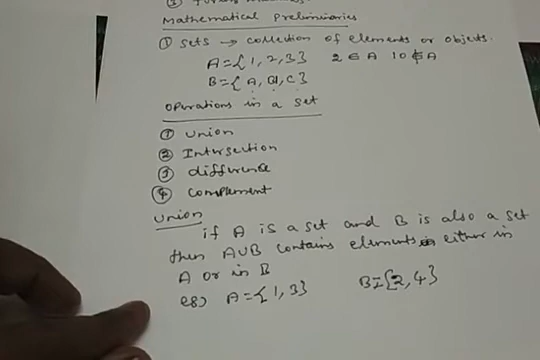 Mathematical Preliminaries
① sets → collection of elements or objects.
A={1,2,3} 2 ∈ A 10 ∉ A
B={A, B, C}
Operations in a set
① Union
② Intersection
③ difference
④ complement
Union
if A is a set and B is also a set
then AUB contains elements either in
A or in B
eg) A={1,3} B={2,4}